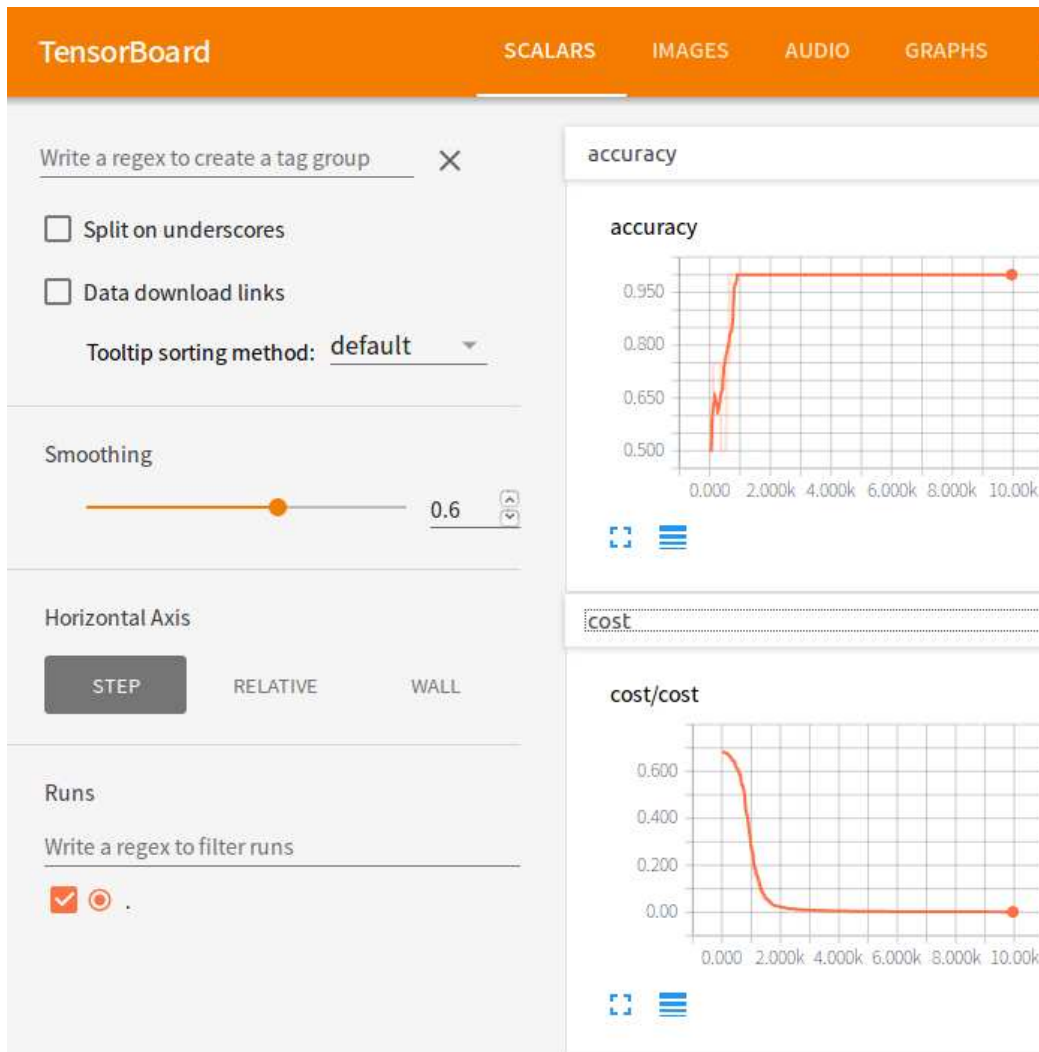 TensorBoard SCALARS IMAGES AUDIO GRAPHS
Write a regex to create a tag group
Split on underscores
Data download links
Tooltip sorting method: default
Smoothing
0.6
Horizontal Axis
STEP RELATIVE WALL
Runs
Write a regex to filter runs
.
accuracy
accuracy
0.950
0.800
0.650
0.500
0.000 2.000k 4.000k 6.000k 8.000k 10.00k
cost
cost/cost
0.600
0.400
0.200
0.00
0.000 2.000k 4.000k 6.000k 8.000k 10.00k